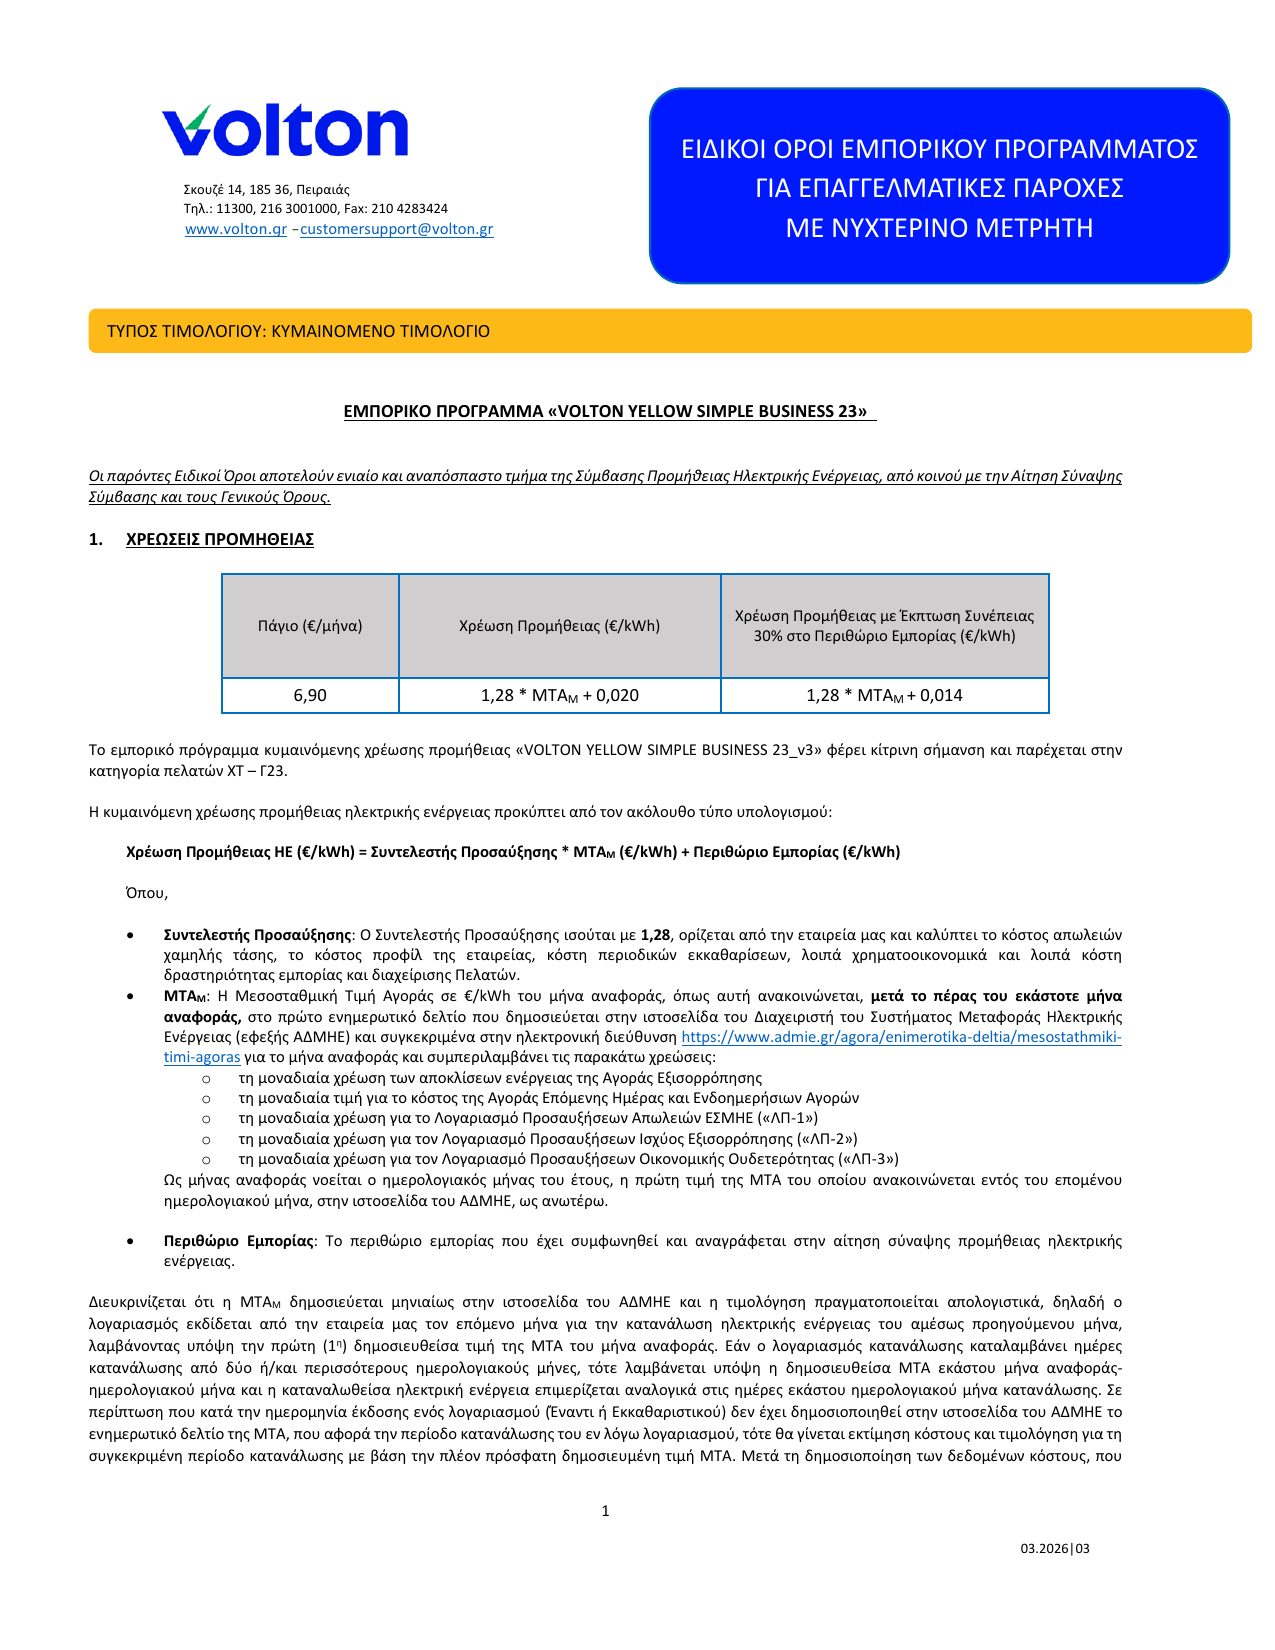 volton
Σκουζέ 14, 185 36, Πειραιάς
Τηλ.: 11300, 216 3001000, Fax: 210 4283424
www.volton.gr –customersupport@volton.gr
ΕΙΔΙΚΟΙ ΟΡΟΙ ΕΜΠΟΡΙΚΟΥ ΠΡΟΓΡΑΜΜΑΤΟΣ
ΓΙΑ ΕΠΑΓΓΕΛΜΑΤΙΚΕΣ ΠΑΡΟΧΕΣ
ΜΕ ΝΥΧΤΕΡΙΝΟ ΜΕΤΡΗΤΗ
ΤΥΠΟΣ ΤΙΜΟΛΟΓΙΟΥ: ΚΥΜΑΙΝΟΜΕΝΟ ΤΙΜΟΛΟΓΙΟ
ΕΜΠΟΡΙΚΟ ΠΡΟΓΡΑΜΜΑ «VOLTON YELLOW SIMPLE BUSINESS 23»
Οι παρόντες Ειδικοί Όροι αποτελούν ενιαίο και αναπόσπαστο τμήμα της Σύμβασης Προμήθειας Ηλεκτρικής Ενέργειας, από κοινού με την Αίτηση Σύναψης
Σύμβασης και τους Γενικούς Όρους.
1. ΧΡΕΩΣΕΙΣ ΠΡΟΜΗΘΕΙΑΣ
Πάγιο (€/μήνα)
Χρέωση Προμήθειας (€/kWh)
Χρέωση Προμήθειας με Έκπτωση Συνέπειας
30% στο Περιθώριο Εμπορίας (€/kWh)
6,90
1,28 * ΜΤΑΜ + 0,020
1,28 * ΜΤΑΜ + 0,014
Το εμπορικό πρόγραμμα κυμαινόμενης χρέωσης προμήθειας «VOLTON YELLOW SIMPLE BUSINESS 23_v3» φέρει κίτρινη σήμανση και παρέχεται στην
κατηγορία πελατών ΧΤ – Γ23.
Η κυμαινόμενη χρέωσης προμήθειας ηλεκτρικής ενέργειας προκύπτει από τον ακόλουθο τύπο υπολογισμού:
Χρέωση Προμήθειας ΗΕ (€/kWh) = Συντελεστής Προσαύξησης * ΜΤΑΜ (€/kWh) + Περιθώριο Εμπορίας (€/kWh)
Όπου,
• Συντελεστής Προσαύξησης: Ο Συντελεστής Προσαύξησης ισούται με 1,28, ορίζεται από την εταιρεία μας και καλύπτει το κόστος απωλειών
χαμηλής τάσης, το κόστος προφίλ της εταιρείας, κόστη περιοδικών εκκαθαρίσεων, λοιπά χρηματοοικονομικά και λοιπά κόστη
δραστηριότητας εμπορίας και διαχείρισης Πελατών.
• ΜΤΑΜ: Η Μεσοσταθμική Τιμή Αγοράς σε €/kWh του μήνα αναφοράς, όπως αυτή ανακοινώνεται, μετά το πέρας του εκάστοτε μήνα
αναφοράς, στο πρώτο ενημερωτικό δελτίο που δημοσιεύεται στην ιστοσελίδα του Διαχειριστή του Συστήματος Μεταφοράς Ηλεκτρικής
Ενέργειας (εφεξής ΑΔΜΗΕ) και συγκεκριμένα στην ηλεκτρονική διεύθυνση https://www.admie.gr/agora/enimerotika-deltia/mesostathmiki-
timi-agoras για το μήνα αναφοράς και συμπεριλαμβάνει τις παρακάτω χρεώσεις:
o τη μοναδιαία χρέωση των αποκλίσεων ενέργειας της Αγοράς Εξισορρόπησης
o τη μοναδιαία τιμή για το κόστος της Αγοράς Επόμενης Ημέρας και Ενδοημερήσιων Αγορών
o τη μοναδιαία χρέωση για το Λογαριασμό Προσαυξήσεων Απωλειών ΕΣΜΗΕ («ΛΠ-1»)
o τη μοναδιαία χρέωση για τον Λογαριασμό Προσαυξήσεων Ισχύος Εξισορρόπησης («ΛΠ-2»)
o τη μοναδιαία χρέωση για τον Λογαριασμό Προσαυξήσεων Οικονομικής Ουδετερότητας («ΛΠ-3»)
Ως μήνας αναφοράς νοείται ο ημερολογιακός μήνας του έτους, η πρώτη τιμή της ΜΤΑ του οποίου ανακοινώνεται εντός του επομένου
ημερολογιακού μήνα, στην ιστοσελίδα του ΑΔΜΗΕ, ως ανωτέρω.
• Περιθώριο Εμπορίας: Το περιθώριο εμπορίας που έχει συμφωνηθεί και αναγράφεται στην αίτηση σύναψης προμήθειας ηλεκτρικής
ενέργειας.
Διευκρινίζεται ότι η ΜΤΑΜ δημοσιεύεται μηνιαίως στην ιστοσελίδα του ΑΔΜΗΕ και η τιμολόγηση πραγματοποιείται απολογιστικά, δηλαδή ο
λογαριασμός εκδίδεται από την εταιρεία μας τον επόμενο μήνα για την κατανάλωση ηλεκτρικής ενέργειας του αμέσως προηγούμενου μήνα,
λαμβάνοντας υπόψη την πρώτη (1η) δημοσιευθείσα τιμή της ΜΤΑ του μήνα αναφοράς. Εάν ο λογαριασμός κατανάλωσης καταλαμβάνει ημέρες
κατανάλωσης από δύο ή/και περισσότερους ημερολογιακούς μήνες, τότε λαμβάνεται υπόψη η δημοσιευθείσα ΜΤΑ εκάστου μήνα αναφοράς-
ημερολογιακού μήνα και η καταναλωθείσα ηλεκτρική ενέργεια επιμερίζεται αναλογικά στις ημέρες εκάστου ημερολογιακού μήνα κατανάλωσης. Σε
περίπτωση που κατά την ημερομηνία έκδοσης ενός λογαριασμού (Έναντι ή Εκκαθαριστικού) δεν έχει δημοσιοποιηθεί στην ιστοσελίδα του ΑΔΜΗΕ το
ενημερωτικό δελτίο της ΜΤΑ, που αφορά την περίοδο κατανάλωσης του εν λόγω λογαριασμού, τότε θα γίνεται εκτίμηση κόστους και τιμολόγηση για τη
συγκεκριμένη περίοδο κατανάλωσης με βάση την πλέον πρόσφατη δημοσιευμένη τιμή ΜΤΑ. Μετά τη δημοσιοποίηση των δεδομένων κόστους, που
1
03.2026|03